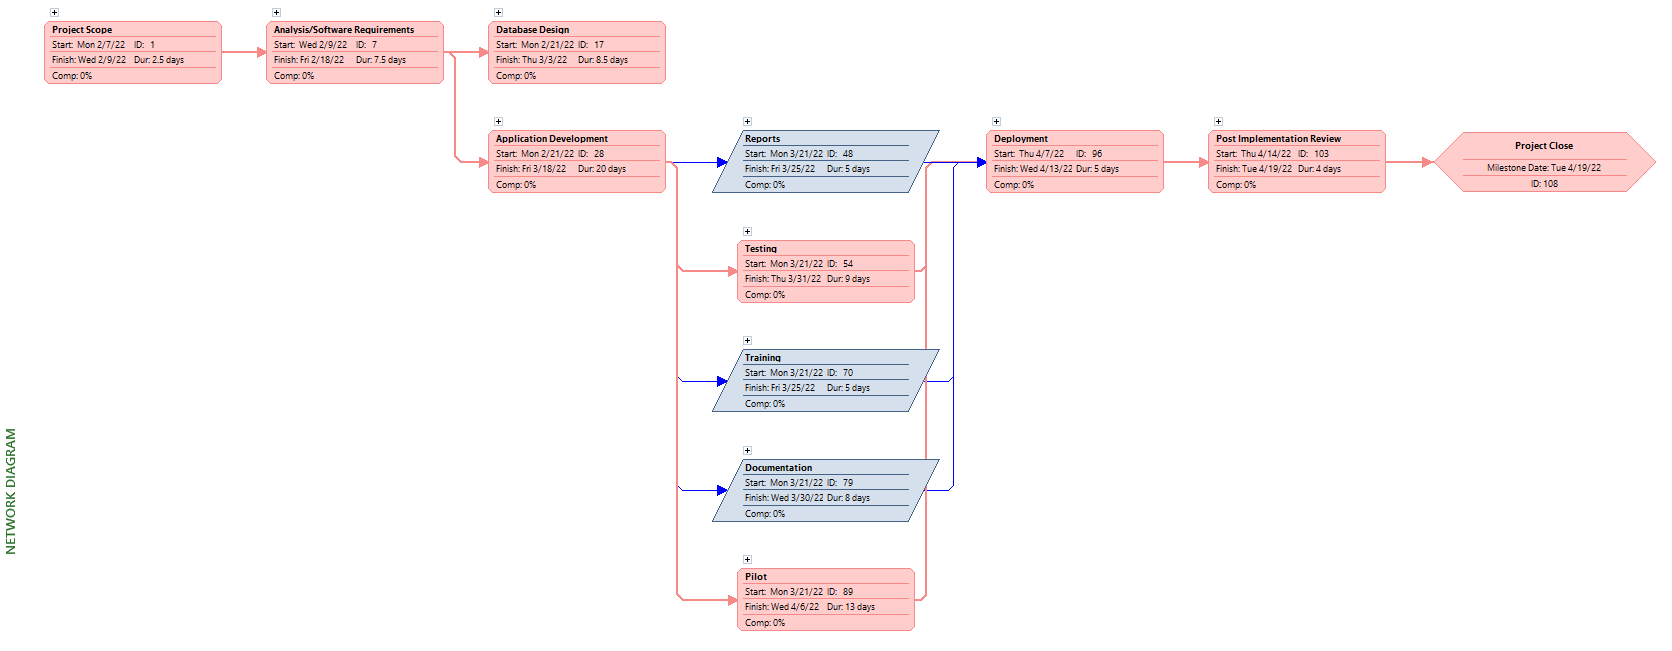 Project Scope
Start: Mon 2/7/22 ID: 1
Finish: Wed 2/9/22 Dur: 2.5 days
Comp: 0%
Analysis/Software Requirements
Start: Wed 2/9/22 ID: 7
Finish: Fri 2/18/22 Dur: 7.5 days
Comp: 0%
Database Design
Start: Mon 2/21/22 ID: 17
Finish: Thu 3/3/22 Dur: 8.5 days
Comp: 0%
Application Development
Start: Mon 2/21/22 ID: 28
Finish: Fri 3/18/22 Dur: 20 days
Comp: 0%
Reports
Start: Mon 3/21/22 ID: 48
Finish: Fri 3/25/22 Dur: 5 days
Comp: 0%
Deployment
Start: Thu 4/7/22 ID: 96
Finish: Wed 4/13/22 Dur: 5 days
Comp: 0%
Post Implementation Review
Start: Thu 4/14/22 ID: 103
Finish: Tue 4/19/22 Dur: 4 days
Comp: 0%
Project Close
Milestone Date: Tue 4/19/22
ID: 108
Testing
Start: Mon 3/21/22 ID: 54
Finish: Thu 3/31/22 Dur: 9 days
Comp: 0%
Training
Start: Mon 3/21/22 ID: 70
Finish: Fri 3/25/22 Dur: 5 days
Comp: 0%
Documentation
Start: Mon 3/21/22 ID: 79
Finish: Wed 3/30/22 Dur: 8 days
Comp: 0%
Pilot
Start: Mon 3/21/22 ID: 89
Finish: Wed 4/6/22 Dur: 13 days
Comp: 0%
NETWORK DIAGRAM